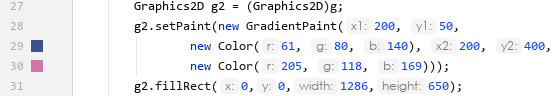 27 Graphics2D g2 = (Graphics2D)g;
28 g2.setPaint(new GradientPaint( x1: 200, y1: 50,
29 new Color( r: 61, g: 80, b: 140), x2: 200, y2: 400,
30 new Color( r: 205, g: 118, b: 169)));
31 g2.fillRect( x: 0, y: 0, width: 1286, height: 650);